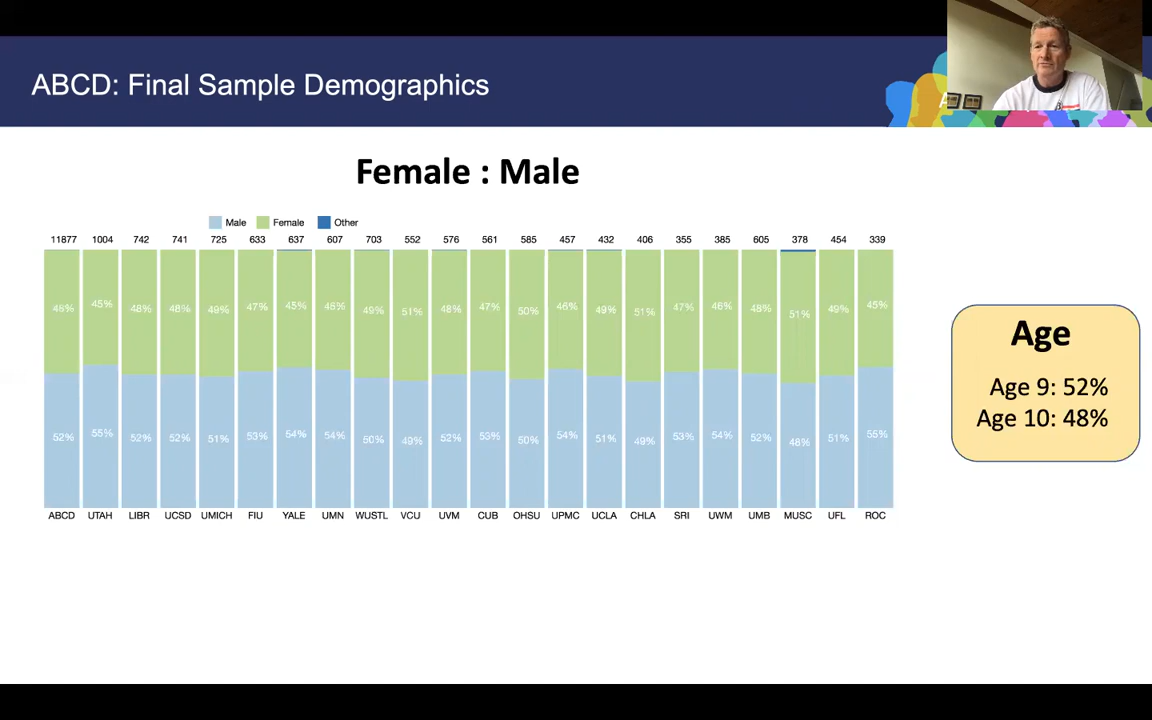 ABCD: Final Sample Demographics
Female : Male
Male Female Other
11877 1004 742 741 725 633 637 607 703 552 576 561 585 457 432 406 355 385 605 378 454 339
48% 45% 48% 48% 49% 47% 45% 46% 49% 51% 48% 47% 50% 46% 49% 51% 47% 46% 48% 51% 49% 45%
52% 55% 52% 52% 51% 53% 54% 54% 50% 49% 52% 53% 50% 54% 51% 49% 53% 54% 52% 48% 51% 55%
ABCD UTAH LIBR UCSD UMICH FIU YALE UMN WUSTL VCU UVM CUB OHSU UPMC UCLA CHLA SRI UWM UMB MUSC UFL ROC
Age
Age 9: 52%
Age 10: 48%